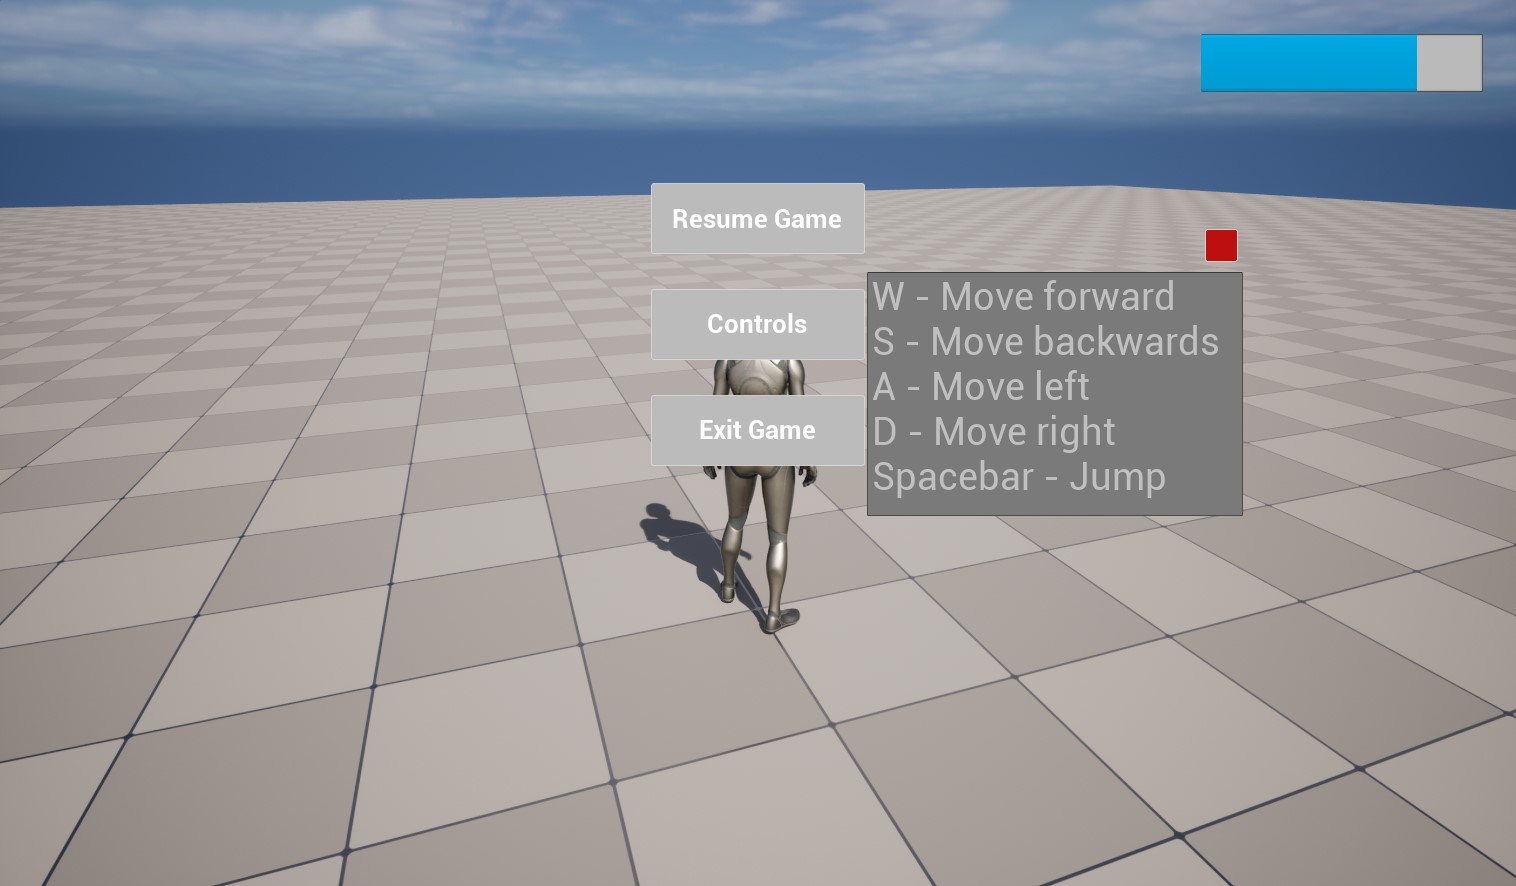 Resume Game
Controls
Exit Game
W - Move forward
S - Move backwards
A - Move left
D - Move right
Spacebar - Jump